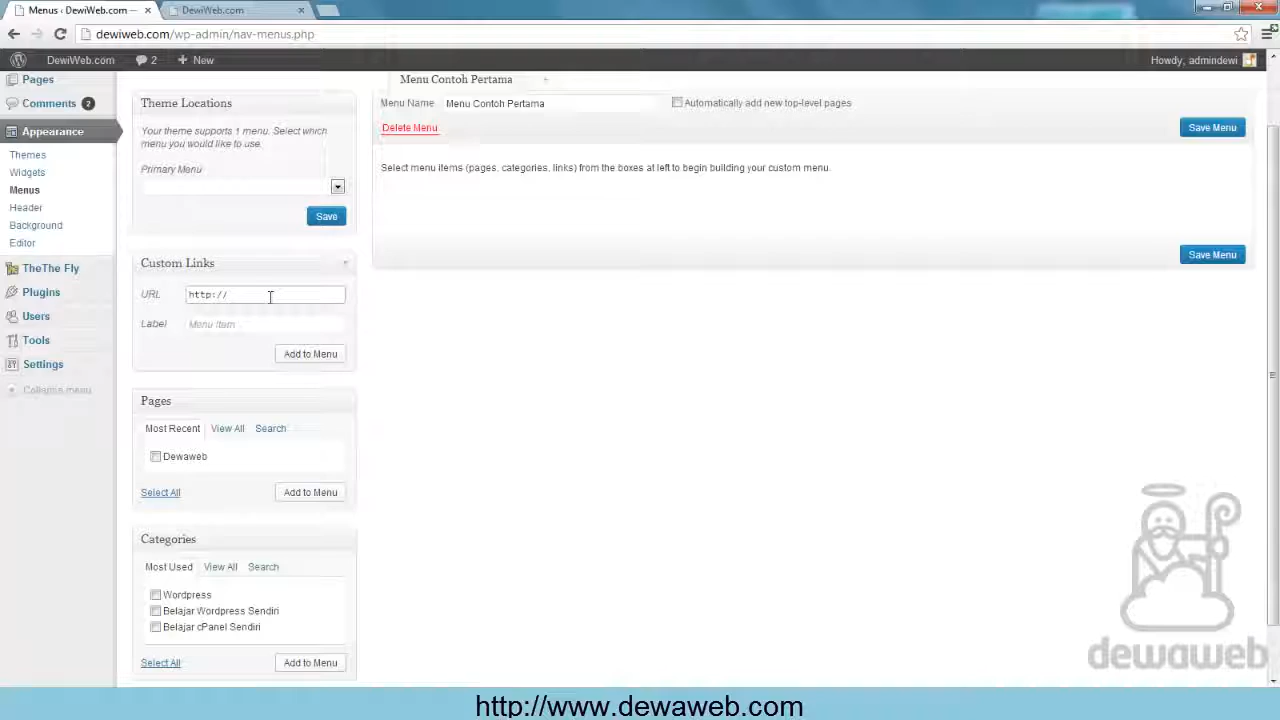 Menus ‹ DewiWeb.com —
DewiWeb.com
dewiweb.com/wp-admin/nav-menus.php
DewiWeb.com
2
+ New
Howdy, admindewi
Pages
Comments 2
Appearance
Themes
Widgets
Menus
Header
Background
Editor
TheThe Fly
Plugins
Users
Tools
Settings
Collapse menu
Theme Locations
Your theme supports 1 menu. Select which
menu you would like to use.
Primary Menu
Save
Custom Links
URL http://
Label Menu Item
Add to Menu
Pages
Most Recent View All Search
Dewaweb
Select All Add to Menu
Categories
Most Used View All Search
Wordpress
Belajar Wordpress Sendiri
Belajar cPanel Sendiri
Select All Add to Menu
Menu Contoh Pertama +
Menu Name Menu Contoh Pertama Automatically add new top-level pages
Delete Menu Save Menu
Select menu items (pages, categories, links) from the boxes at left to begin building your custom menu.
Save Menu
dewaweb
http://www.dewaweb.com